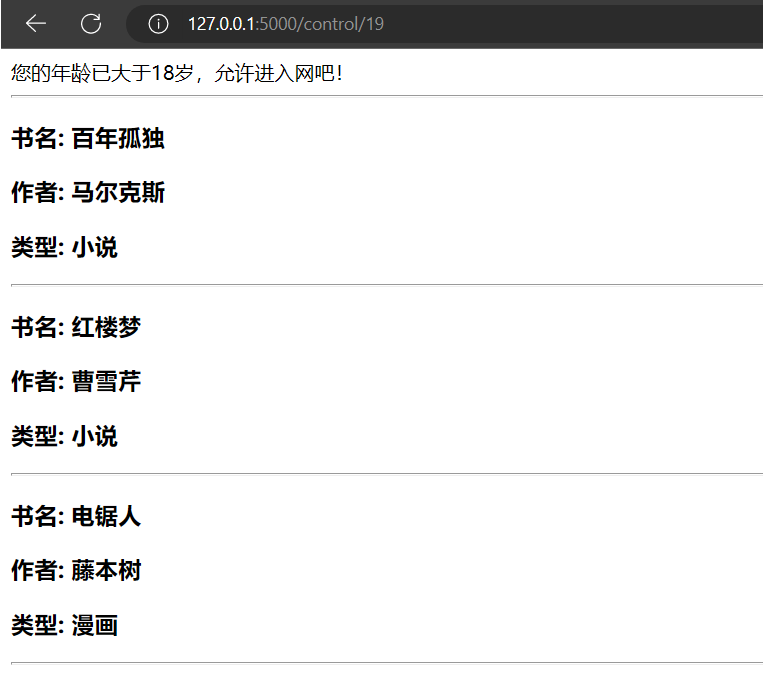 127.0.0.1:5000/control/19
您的年龄已大于18岁，允许进入网吧！
书名: 百年孤独
作者: 马尔克斯
类型: 小说
书名: 红楼梦
作者: 曹雪芹
类型: 小说
书名: 电锯人
作者: 藤本树
类型: 漫画